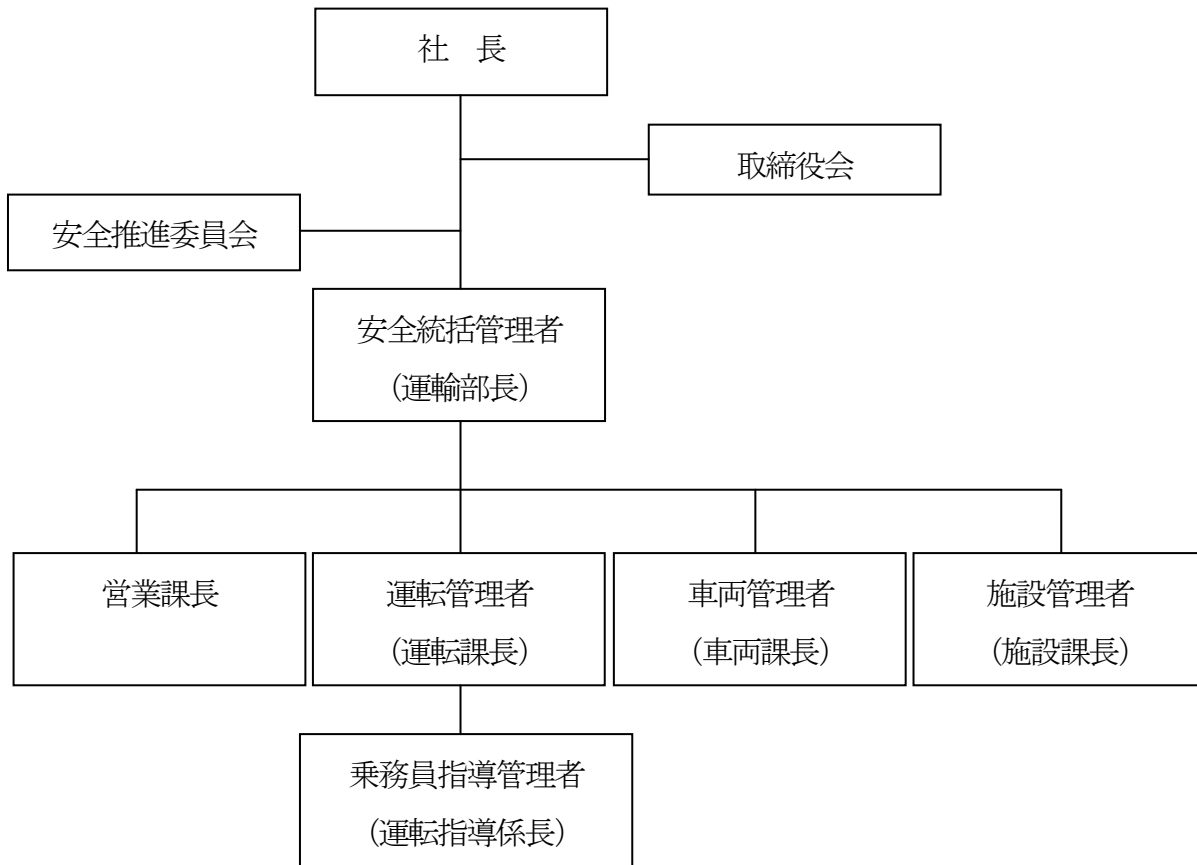 社　長
取締役会
安全推進委員会
安全統括管理者
（運輸部長）
営業課長
運転管理者
（運転課長）
車両管理者
（車両課長）
施設管理者
（施設課長）
乗務員指導管理者
（運転指導係長）